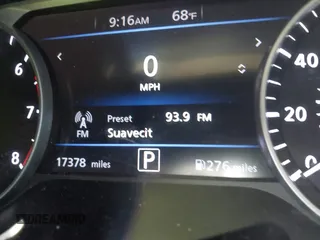 9:16AM 68°F
0
MPH
Preset 93.9 FM
FM Suavecit
17378 miles P 276 miles
6
7
8
40
20
0